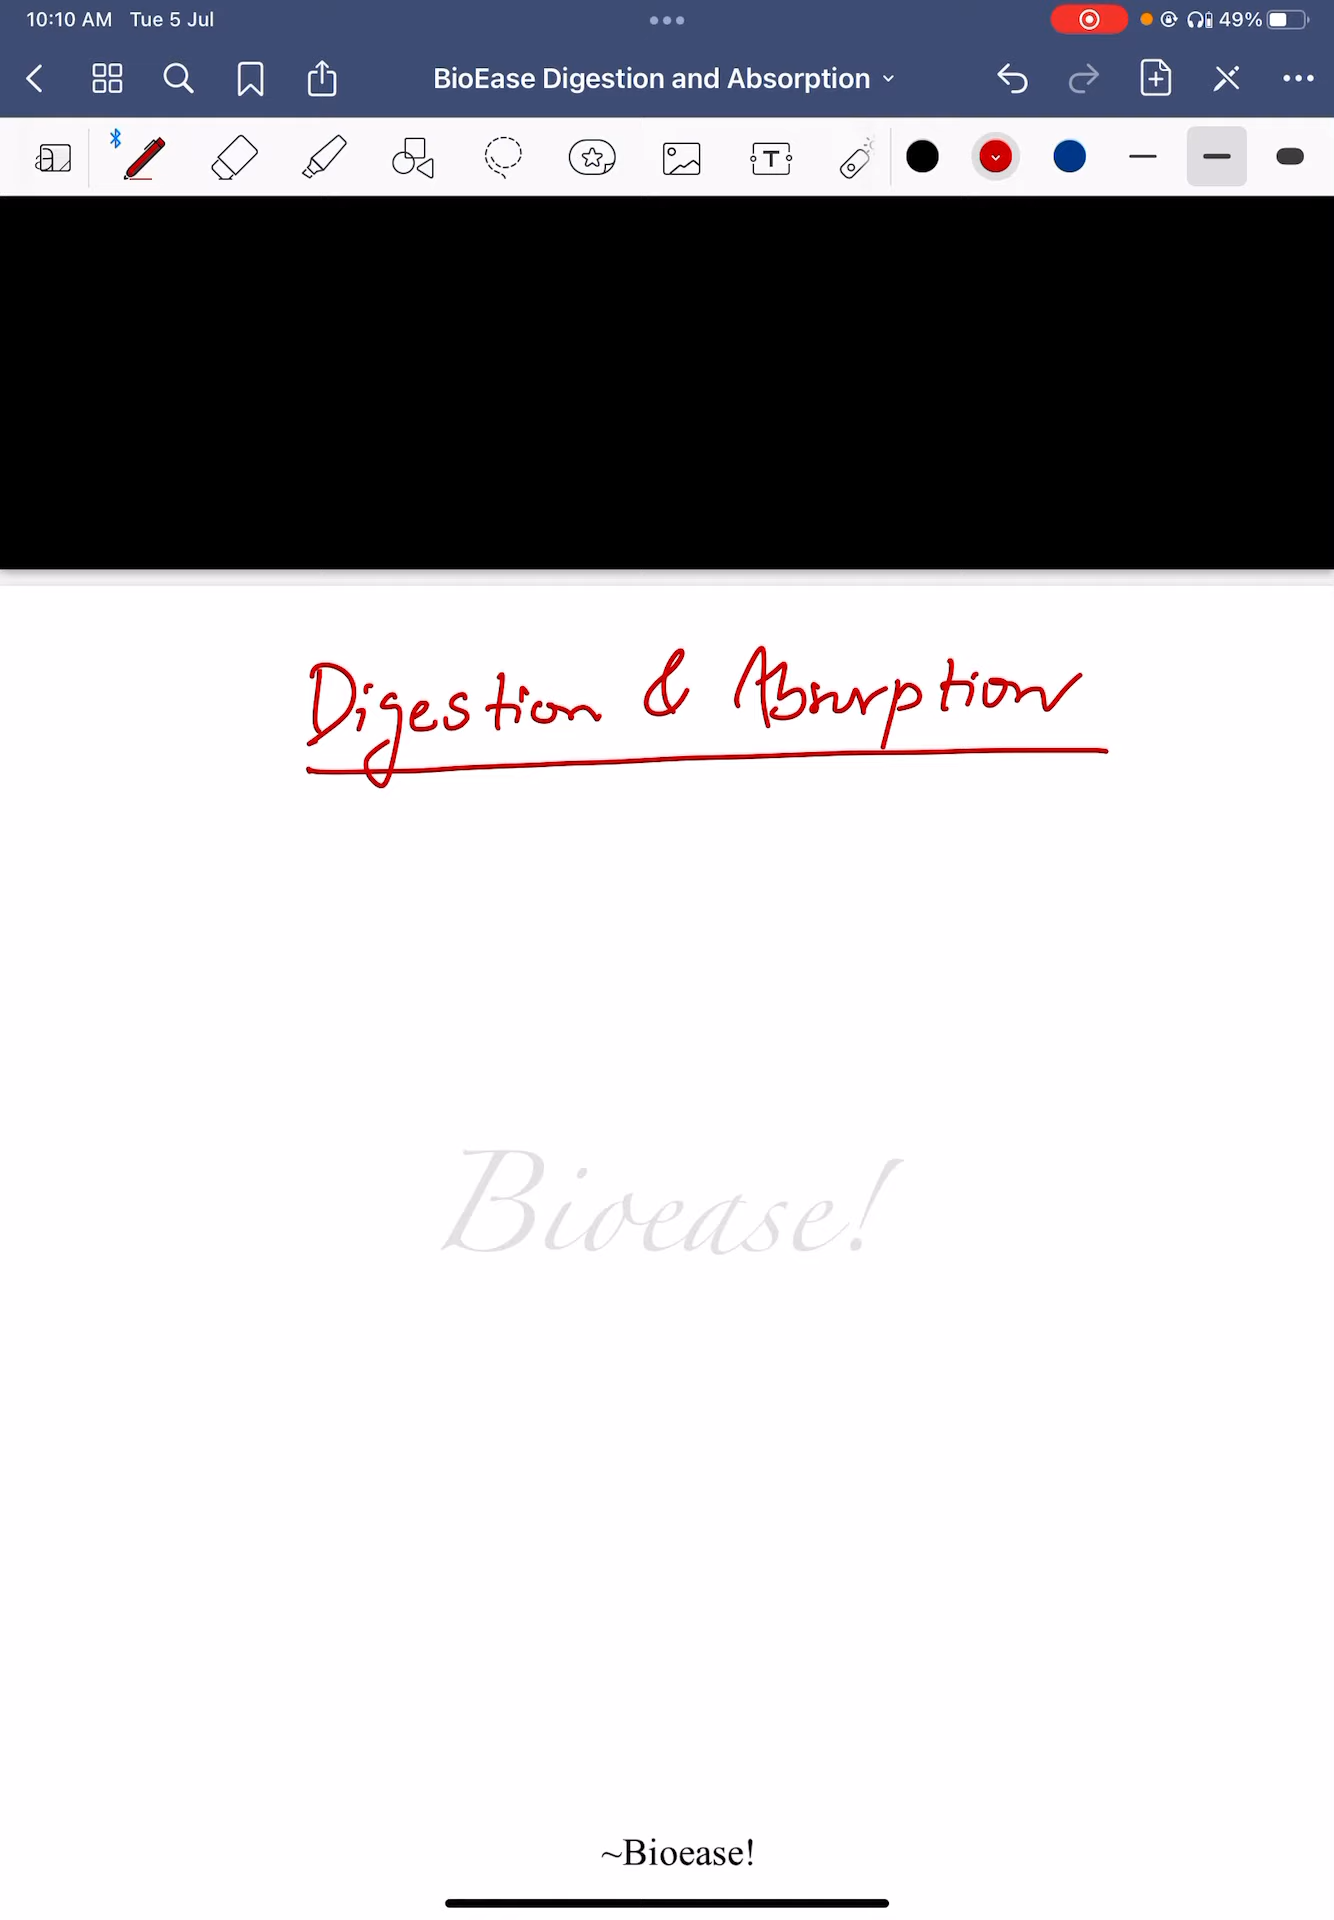 10:10 AM Tue 5 Jul
49%
BioEase Digestion and Absorption
T
Digestion & Absorption
Bioease!
~Bioease!